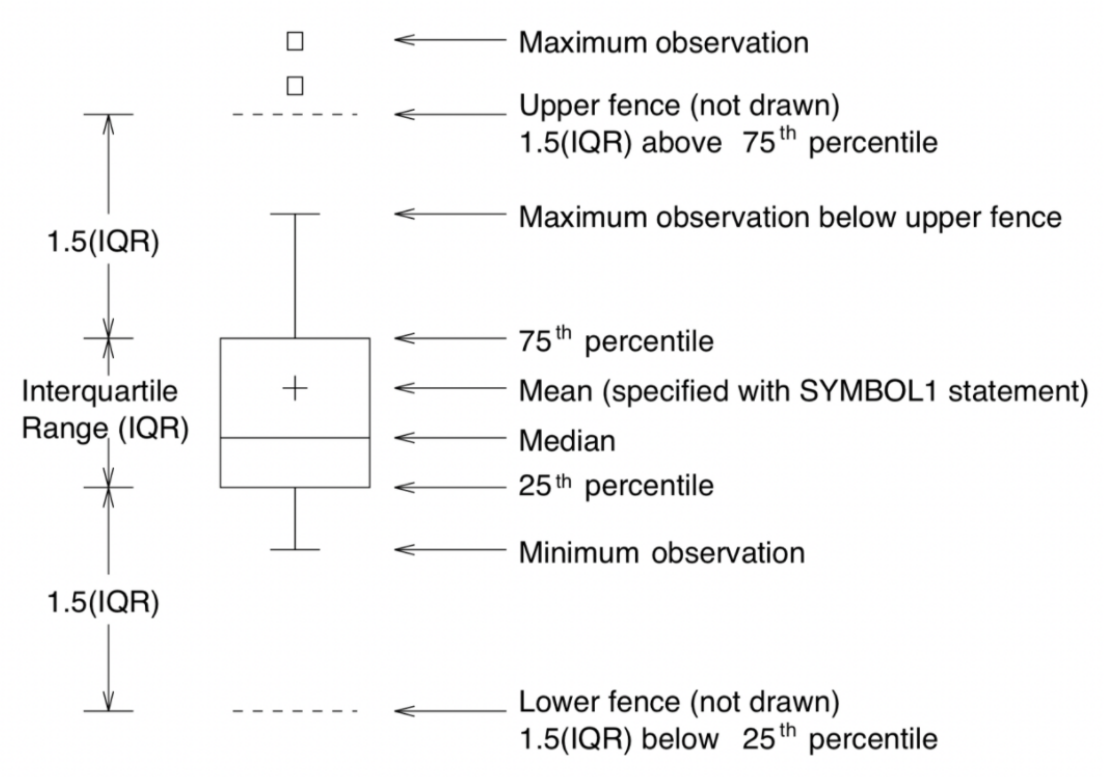 Maximum observation
Upper fence (not drawn)
1.5(IQR) above 75th percentile
Maximum observation below upper fence
1.5(IQR)
75th percentile
Interquartile
Range (IQR)
Mean (specified with SYMBOL1 statement)
Median
25th percentile
Minimum observation
1.5(IQR)
Lower fence (not drawn)
1.5(IQR) below 25th percentile